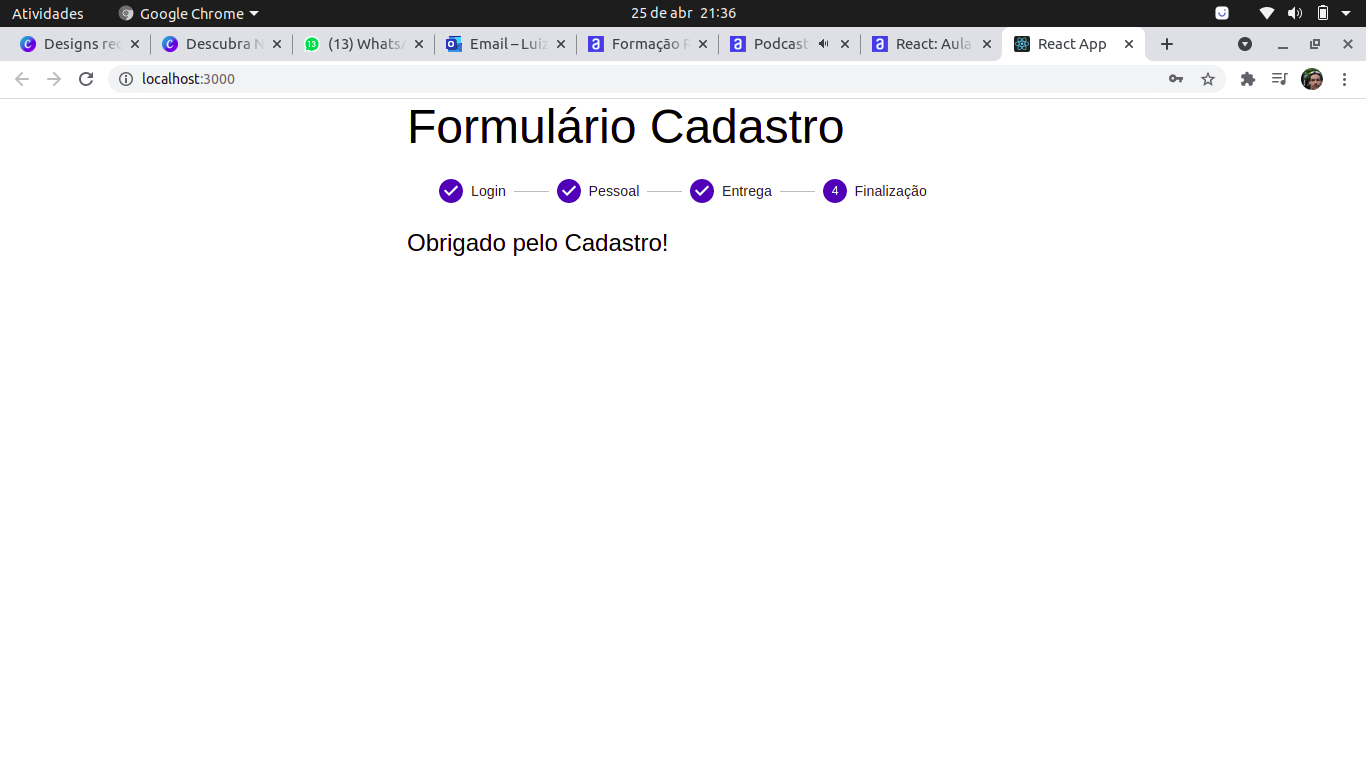 Atividades Google Chrome 25 de abr 21:36
Designs rec Descubra N (13) WhatsA Email – Luiz Formação R Podcast React: Aula React App
localhost:3000
Formulário Cadastro
Login Pessoal Entrega 4 Finalização
Obrigado pelo Cadastro!